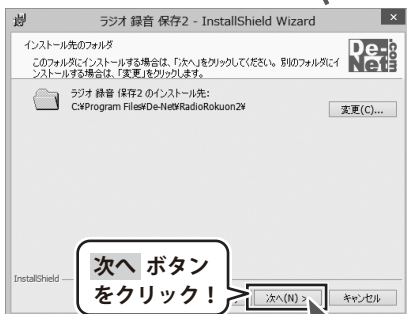 ラジオ 録音 保存2 - InstallShield Wizard
×
インストール先のフォルダ
このフォルダにインストールする場合は、「次へ」をクリックしてください。別のフォルダにイ
ンストールする場合は、「変更」をクリックします。
De-
Net
.com
ラジオ 録音 保存2 のインストール先:
C:¥Program Files¥De-Net¥RadioRokuon2¥
変更(C)...
InstallShield
次へ ボタン
をクリック!
次へ(N) >
キャンセル